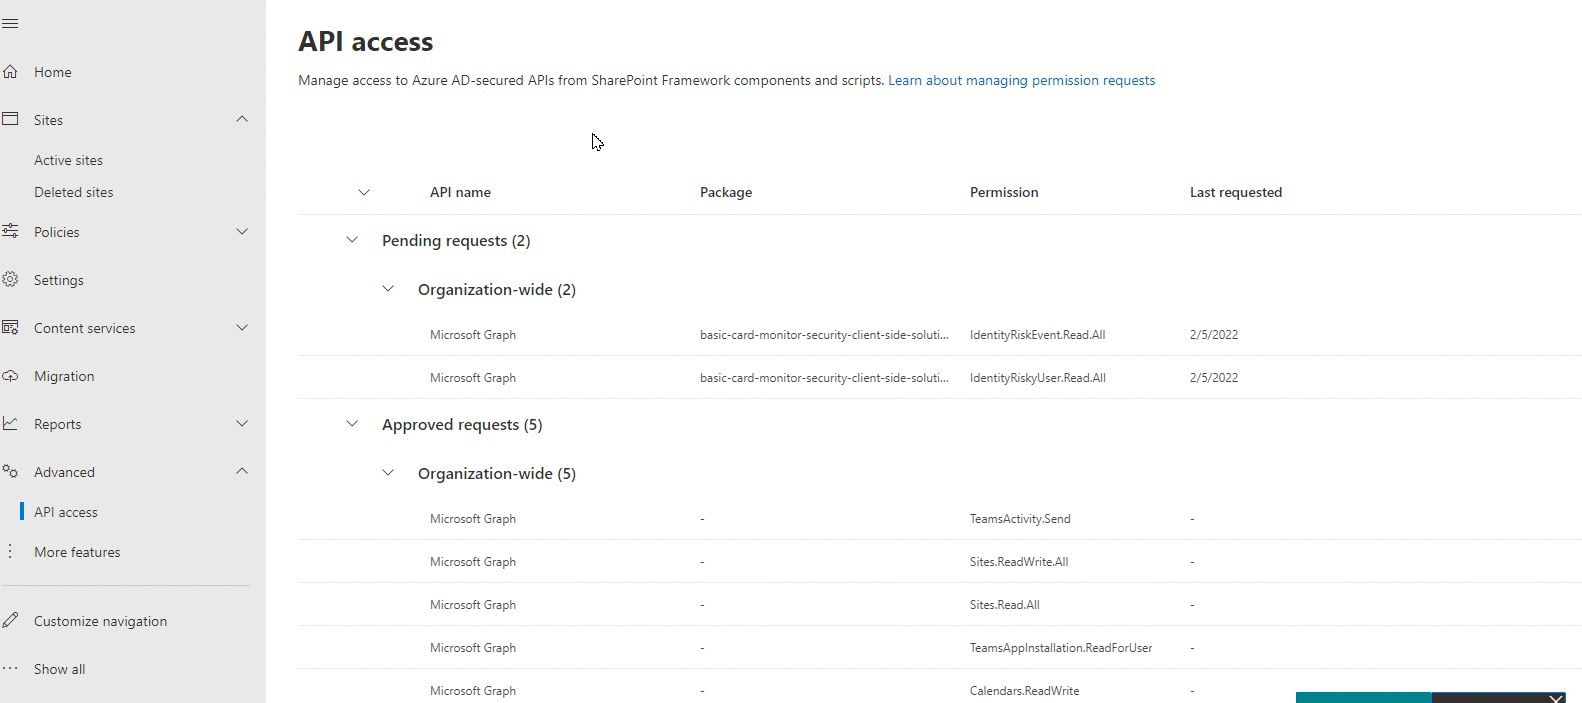 API access
Manage access to Azure AD-secured APIs from SharePoint Framework components and scripts. Learn about managing permission requests
Home
Sites
Active sites
Deleted sites
Policies
Settings
Content services
Migration
Reports
Advanced
API access
More features
Customize navigation
Show all
API name Package Permission Last requested
Pending requests (2)
Organization-wide (2)
Microsoft Graph basic-card-monitor-security-client-side-soluti... IdentityRiskEvent.Read.All 2/5/2022
Microsoft Graph basic-card-monitor-security-client-side-soluti... IdentityRiskyUser.Read.All 2/5/2022
Approved requests (5)
Organization-wide (5)
Microsoft Graph - TeamsActivity.Send -
Microsoft Graph - Sites.ReadWrite.All -
Microsoft Graph - Sites.Read.All -
Microsoft Graph - TeamsAppInstallation.ReadForUser -
Microsoft Graph - Calendars.ReadWrite -